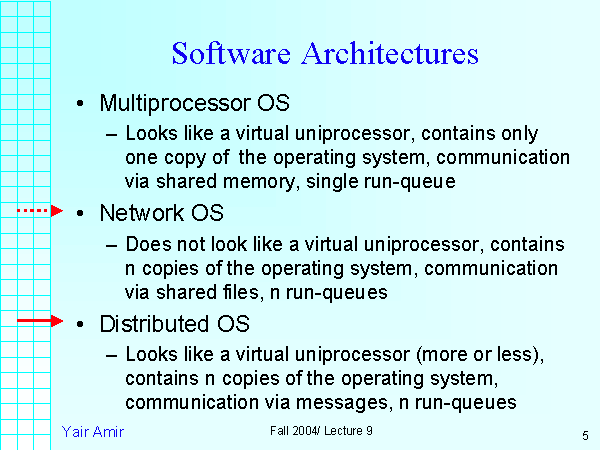 Software Architectures
• Multiprocessor OS
– Looks like a virtual uniprocessor, contains only
one copy of the operating system, communication
via shared memory, single run-queue
• Network OS
– Does not look like a virtual uniprocessor, contains
n copies of the operating system, communication
via shared files, n run-queues
• Distributed OS
– Looks like a virtual uniprocessor (more or less),
contains n copies of the operating system,
communication via messages, n run-queues
Yair Amir
Fall 2004/ Lecture 9
5